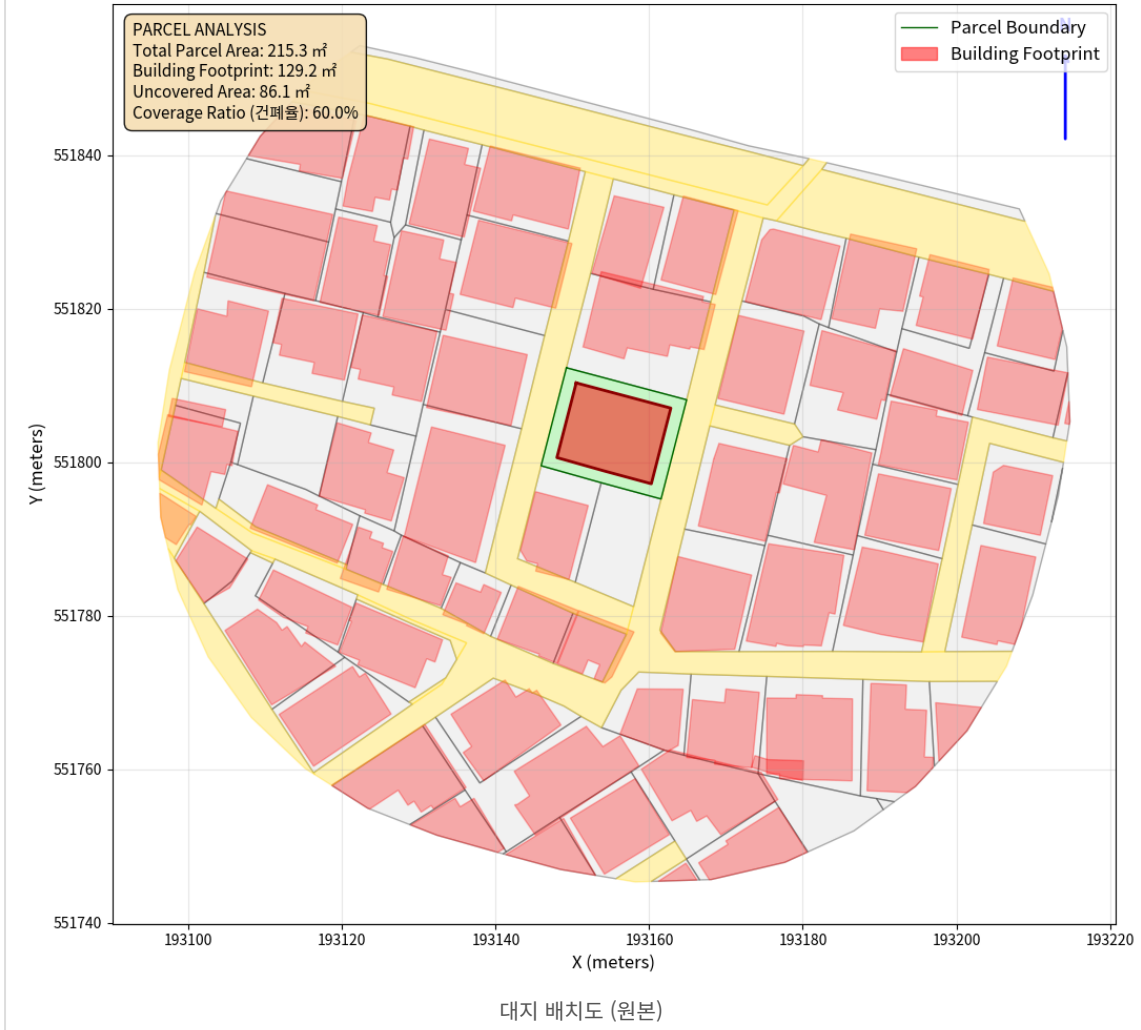 PARCEL ANALYSIS
Total Parcel Area: 215.3 ㎡
Building Footprint: 129.2 ㎡
Uncovered Area: 86.1 ㎡
Coverage Ratio (건폐율): 60.0%
Parcel Boundary
Building Footprint
N
551840
551820
551800
551780
551760
551740
Y (meters)
193100
193120
193140
193160
193180
193200
193220
X (meters)
대지 배치도 (원본)